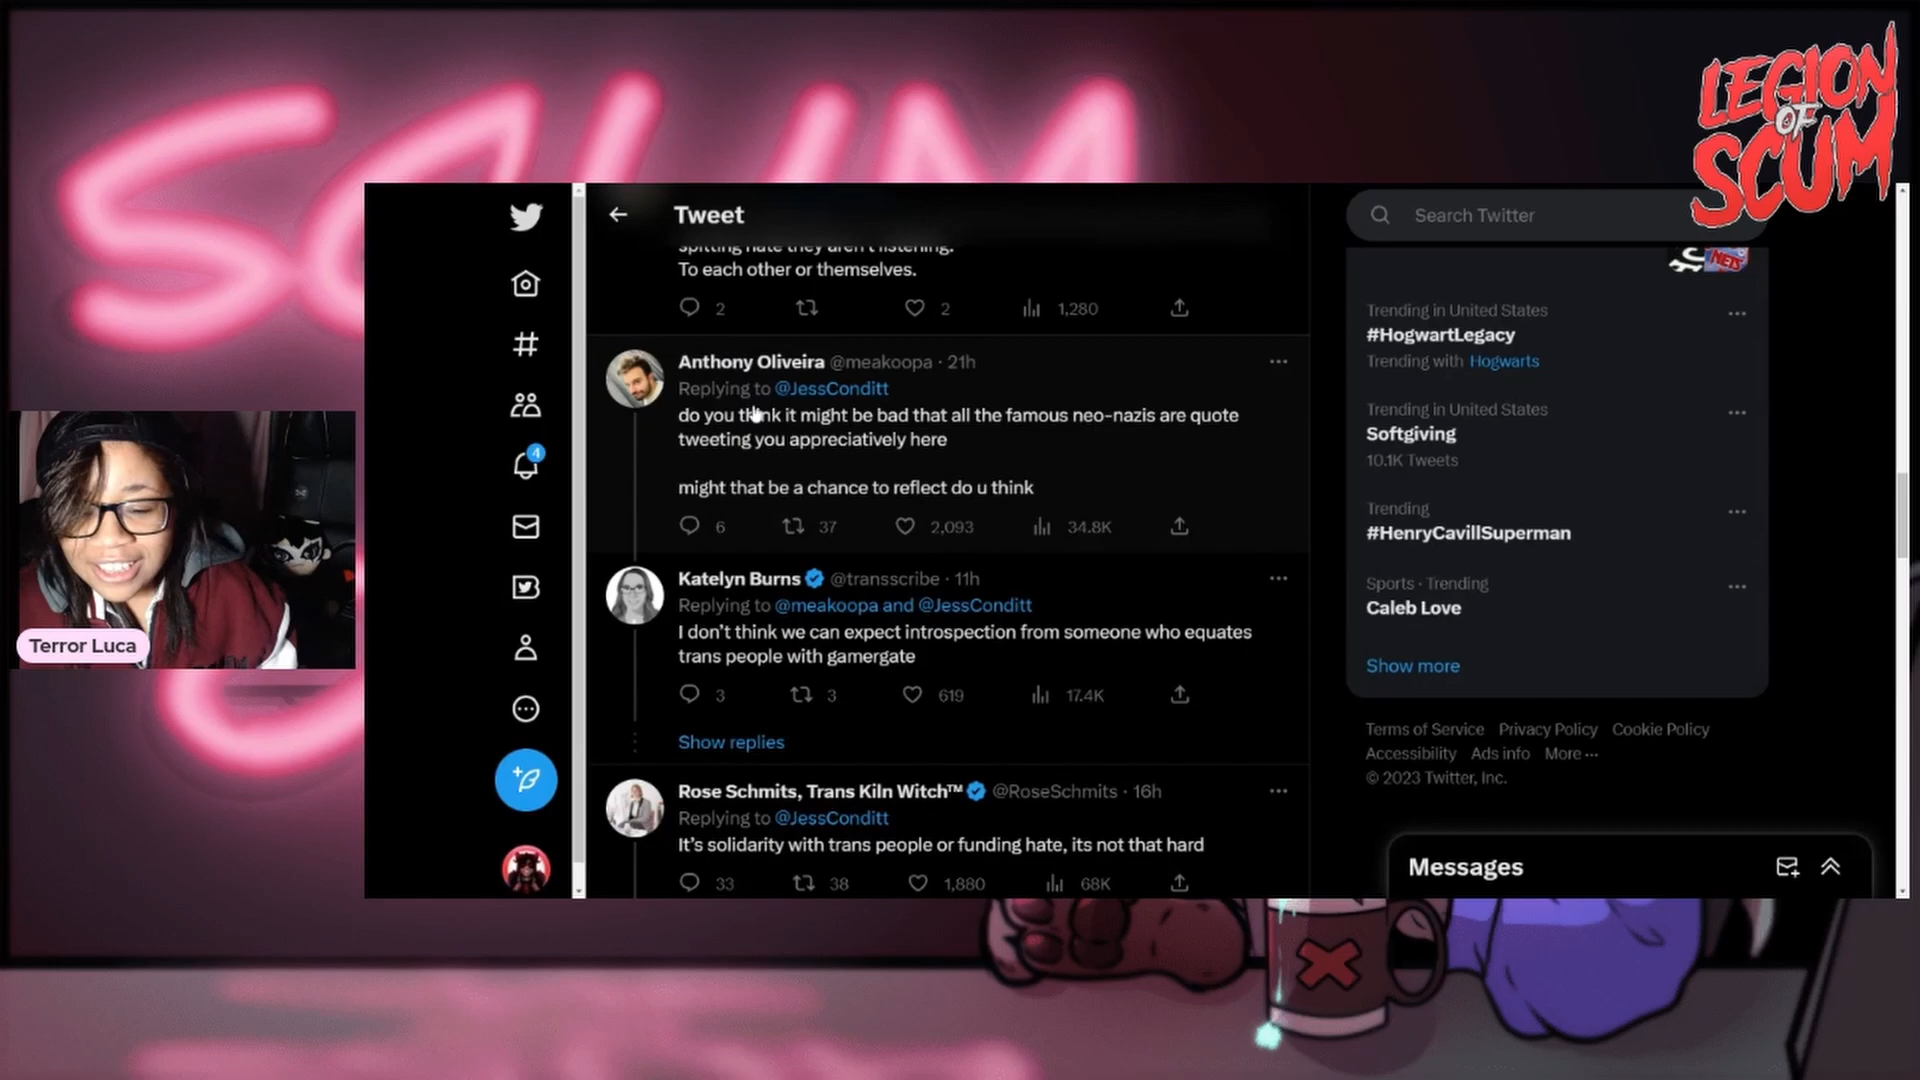 SCUM
LEGION
OF
SCUM
Tweet
Search Twitter
spitting hate they aren't listening.
To each other or themselves.
2
2
1,280
NETS
Trending in United States
#HogwartLegacy
Trending with Hogwarts
Anthony Oliveira @meakoopa · 21h
Replying to @JessConditt
do you think it might be bad that all the famous neo-nazis are quote
tweeting you appreciatively here
might that be a chance to reflect do u think
6
37
2,093
34.8K
Trending in United States
Softgiving
10.1K Tweets
4
Trending
#HenryCavillSuperman
Katelyn Burns @transscribe · 11h
Replying to @meakoopa and @JessConditt
I don't think we can expect introspection from someone who equates
trans people with gamergate
3
3
619
17.4K
Show replies
Sports · Trending
Caleb Love
Show more
Terror Luca
Terms of Service Privacy Policy Cookie Policy
Accessibility Ads info More ...
© 2023 Twitter, Inc.
Rose Schmits, Trans Kiln Witch™ @RoseSchmits · 16h
Replying to @JessConditt
It's solidarity with trans people or funding hate, its not that hard
33
38
1,880
68K
Messages